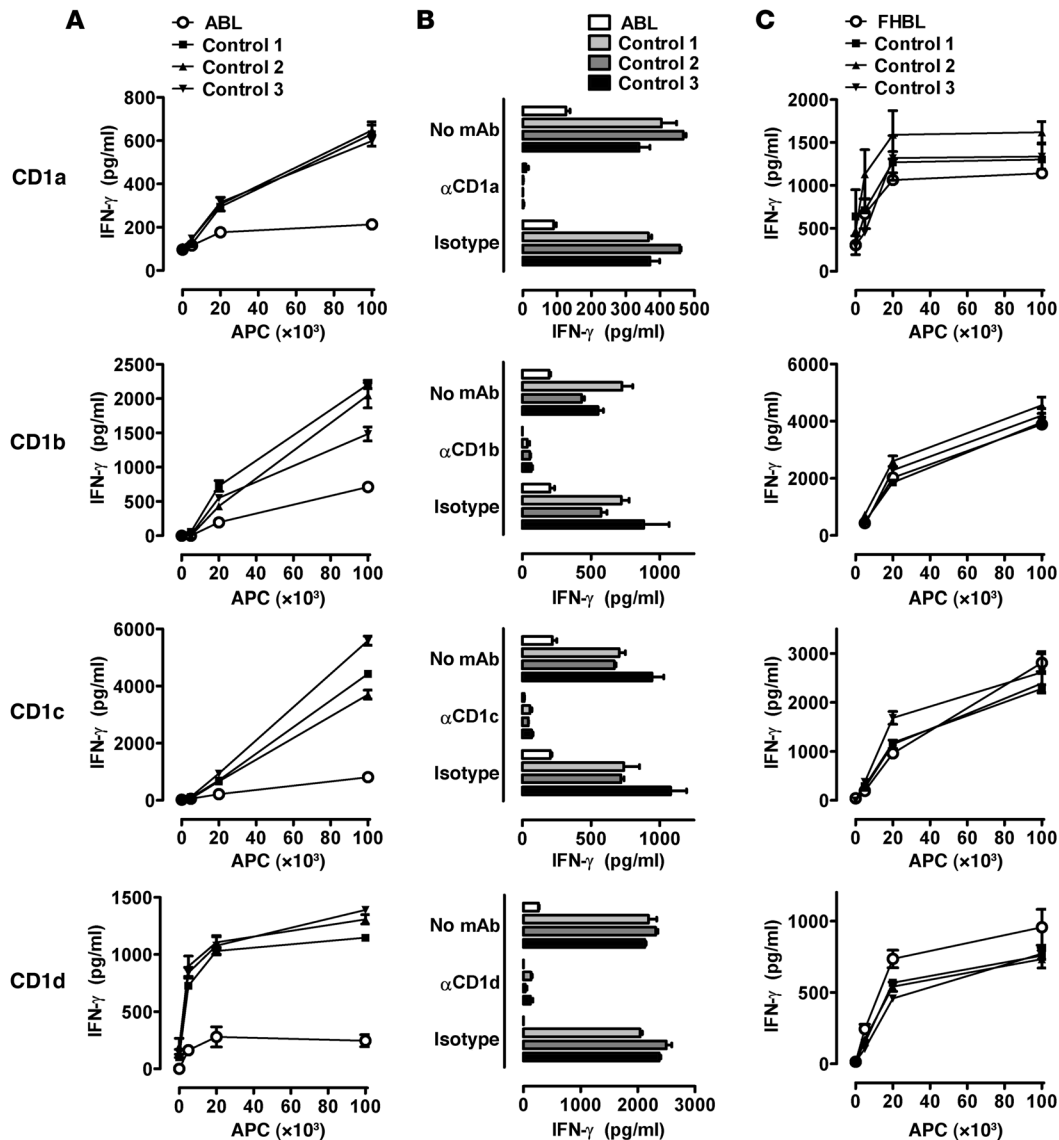 A
ABL
Control 1
Control 2
Control 3
B
ABL
Control 1
Control 2
Control 3
C
FHBL
Control 1
Control 2
Control 3
CD1a
IFN-γ (pg/ml)
800
600
400
200
0
0 20 40 60 80 100
APC (×10³)
No mAb
αCD1a
Isotype
0 100 200 300 400 500
IFN-γ (pg/ml)
IFN-γ (pg/ml)
2000
1500
1000
500
0
0 20 40 60 80 100
APC (×10³)
CD1b
IFN-γ (pg/ml)
2500
2000
1500
1000
500
0
0 20 40 60 80 100
APC (×10³)
No mAb
αCD1b
Isotype
0 500 1000
IFN-γ (pg/ml)
IFN-γ (pg/ml)
6000
4000
2000
0
0 20 40 60 80 100
APC (×10³)
CD1c
IFN-γ (pg/ml)
6000
4000
2000
0
0 20 40 60 80 100
APC (×10³)
No mAb
αCD1c
Isotype
0 500 1000
IFN-γ (pg/ml)
IFN-γ (pg/ml)
3000
2000
1000
0
0 20 40 60 80 100
APC (×10³)
CD1d
IFN-γ (pg/ml)
1500
1000
500
0
0 20 40 60 80 100
APC (×10³)
No mAb
αCD1d
Isotype
0 1000 2000 3000
IFN-γ (pg/ml)
IFN-γ (pg/ml)
1000
500
0
0 20 40 60 80 100
APC (×10³)